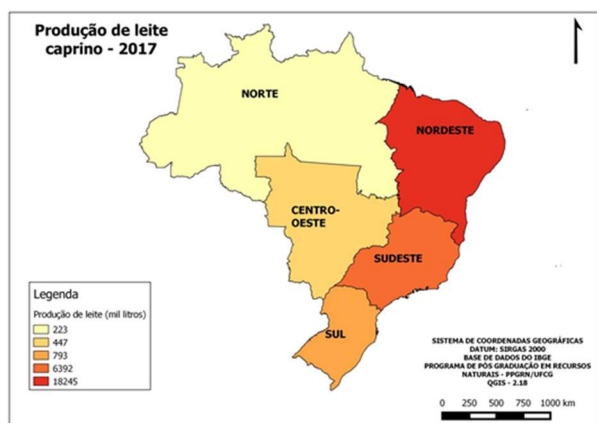 Produção de leite
caprino - 2017
NORTE
NORDESTE
CENTRO-
OESTE
SUDESTE
SUL
Legenda
Produção de leite (mil litros)
223
447
793
6392
18245
SISTEMA DE COORDENADAS GEOGRÁFICAS
DATUM: SIRGAS 2000
BASE DE DADOS DO IBGE
PROGRAMA DE PÓS GRADUAÇÃO EM RECURSOS
NATURAIS - PPGRN/UFCG
QGIS - 2.18
0 250 500 750 1000 km